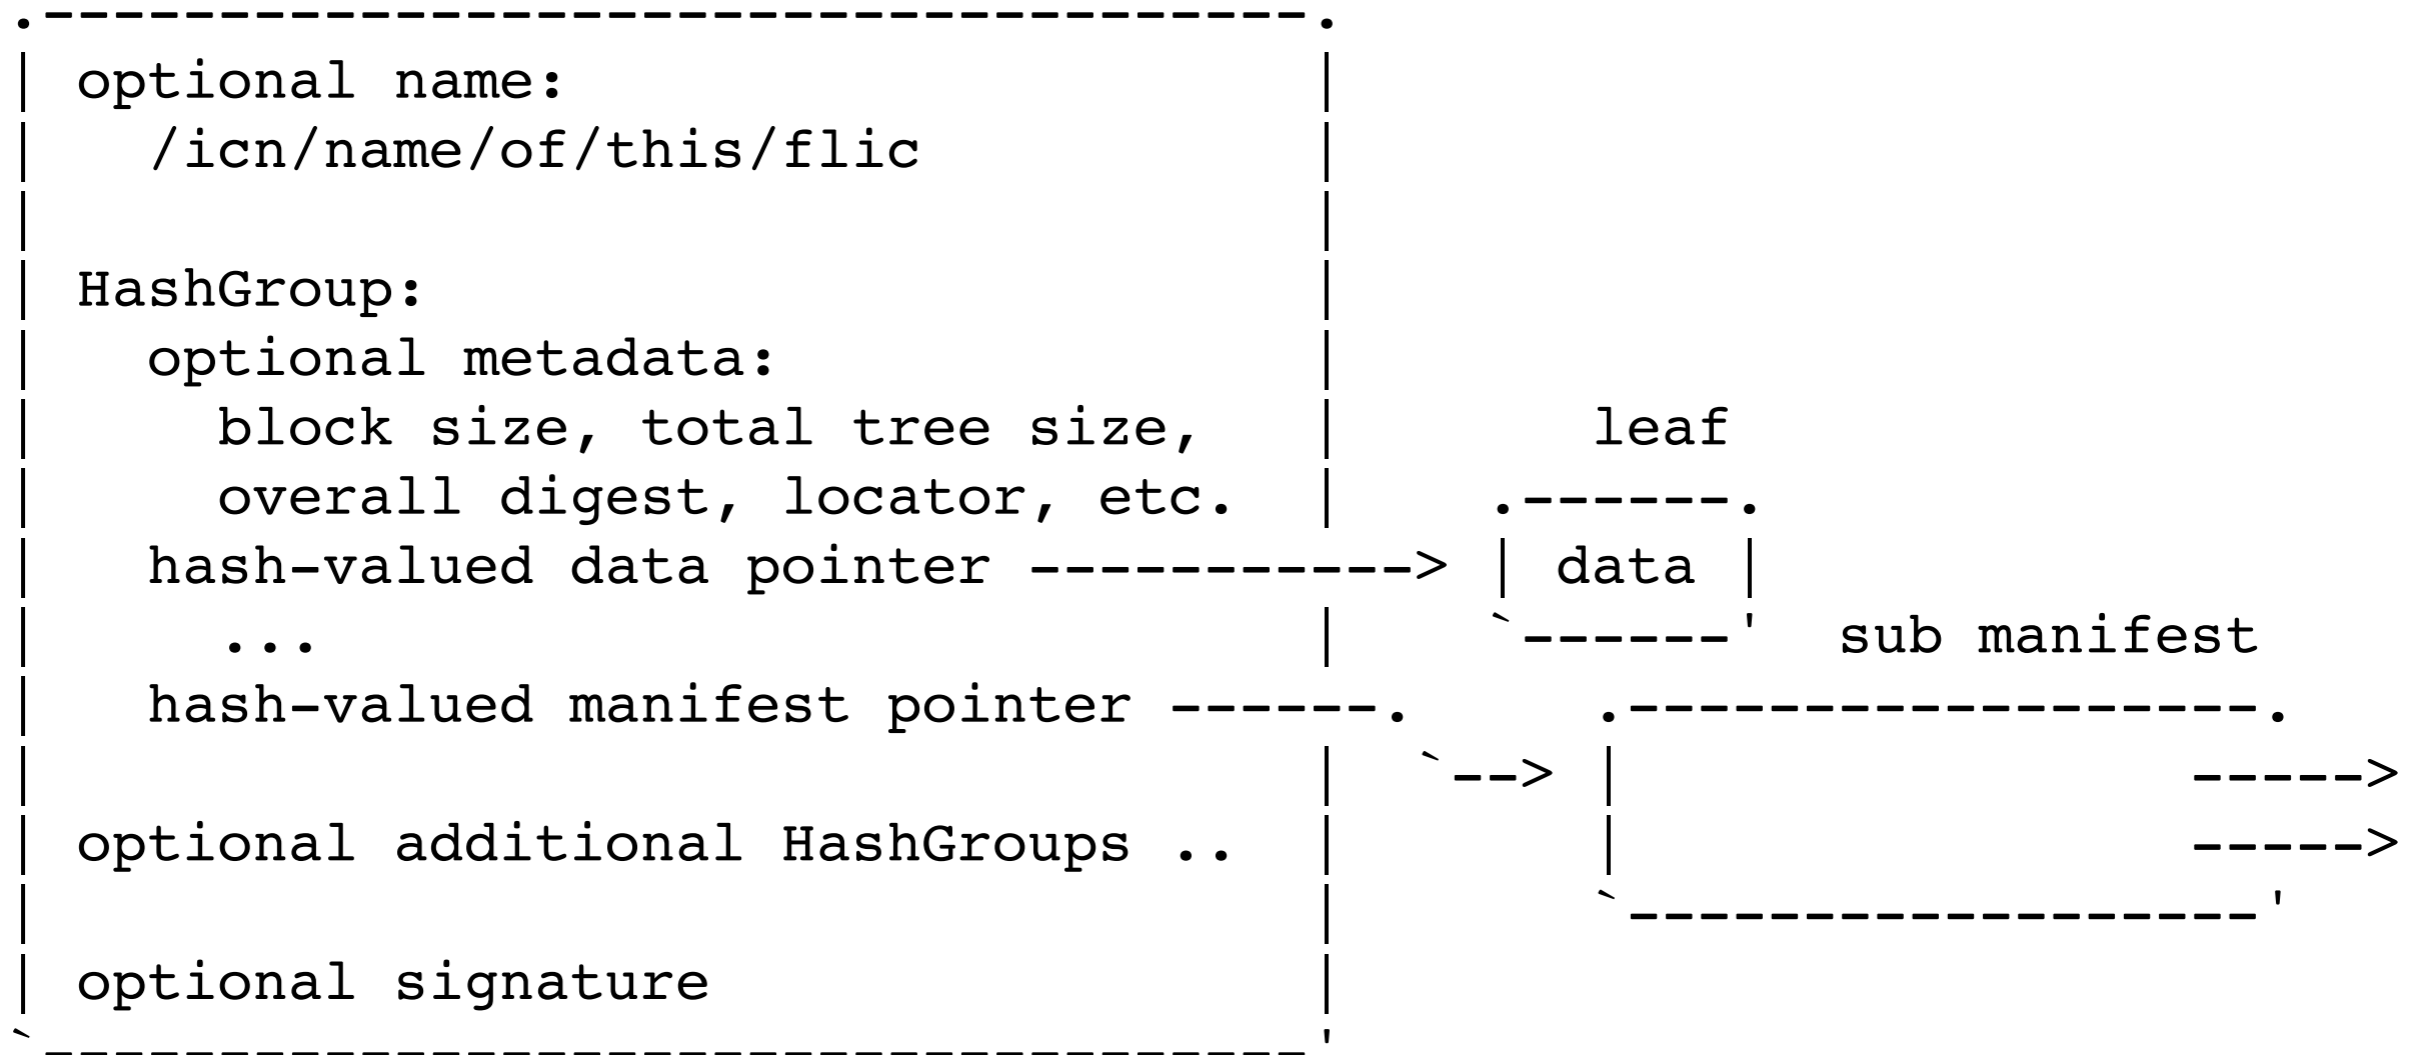 optional name:
/icn/name/of/this/flic
HashGroup:
optional metadata:
block size, total tree size,
overall digest, locator, etc.
hash-valued data pointer ----------->
...
hash-valued manifest pointer ------.
`-->
optional additional HashGroups ..
optional signature
leaf
data
sub manifest
----->
----->